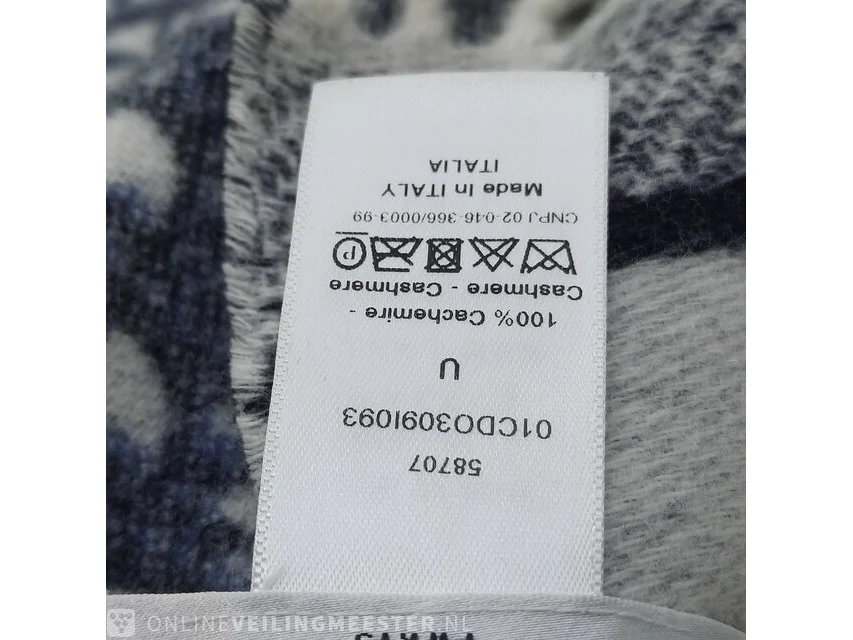 58707
01CDO309I093
U
100% Cachemire -
Cashmere - Cashmere
P
CNPJ 02-046-366/0003-99
Made in ITALY
ITALIA
ONLINEVEILINGMEESTER.NL